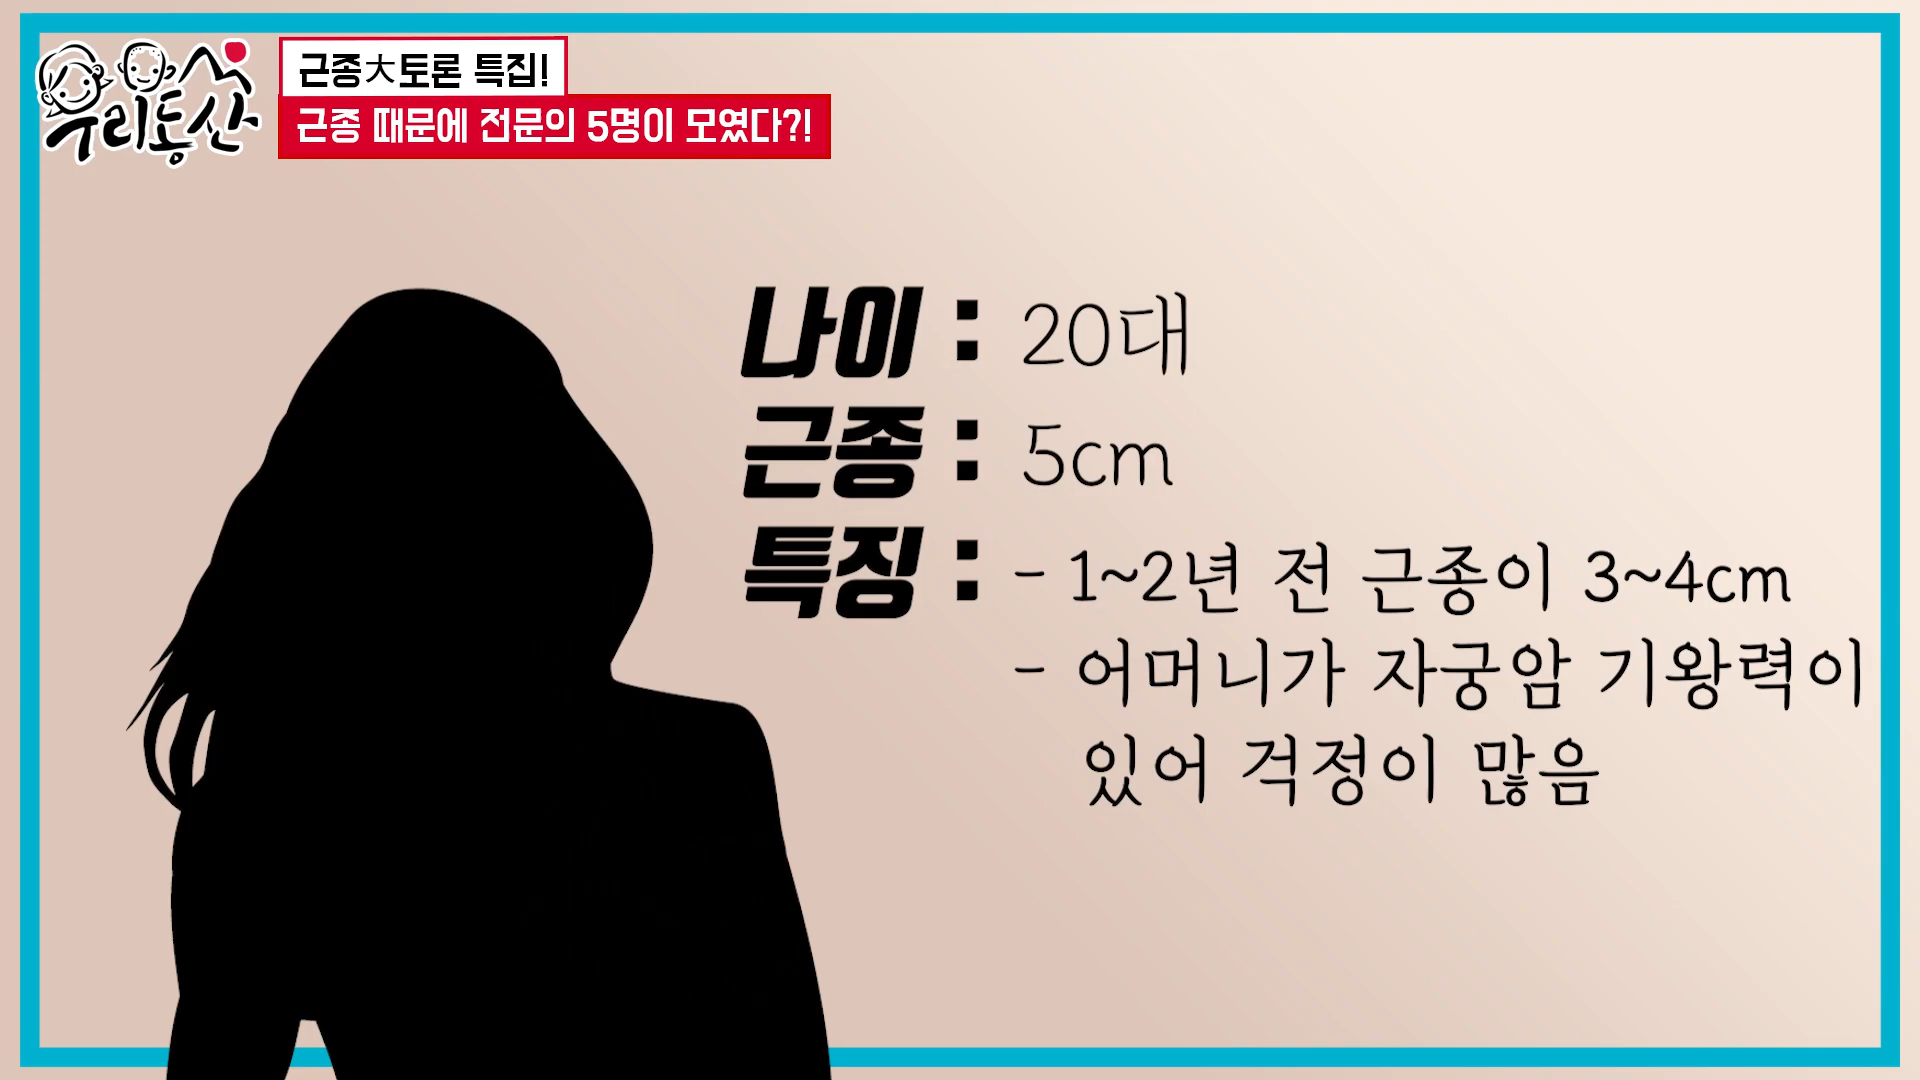 우리동산
근종大토론 특집!
근종 때문에 전문의 5명이 모였다?!
나이 : 20대
근종 : 5cm
특징 : - 1~2년 전 근종이 3~4cm
- 어머니가 자궁암 기왕력이
있어 걱정이 많음